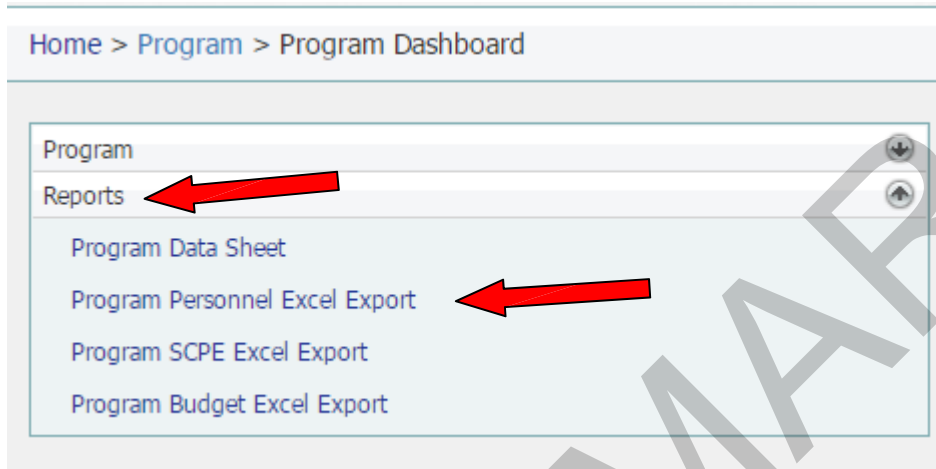 Home > Program > Program Dashboard
Program
Reports
Program Data Sheet
Program Personnel Excel Export
Program SCPE Excel Export
Program Budget Excel Export
MAR